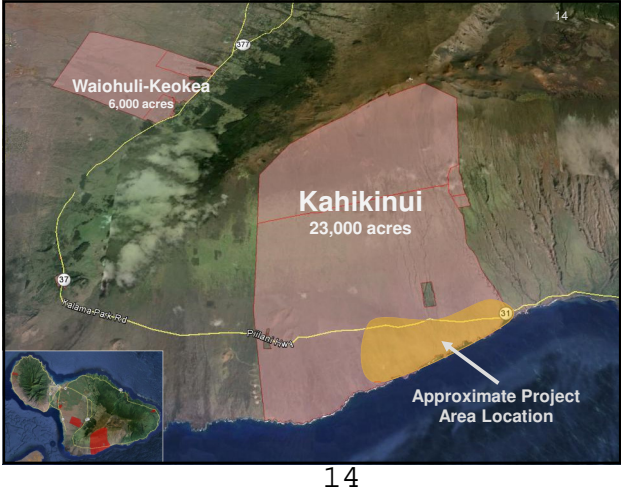 14
377
Waiohuli-Keokea
6,000 acres
Kahikinui
23,000 acres
37
Kalama Park Rd
Piilani Hwy
31
Approximate Project
Area Location
14